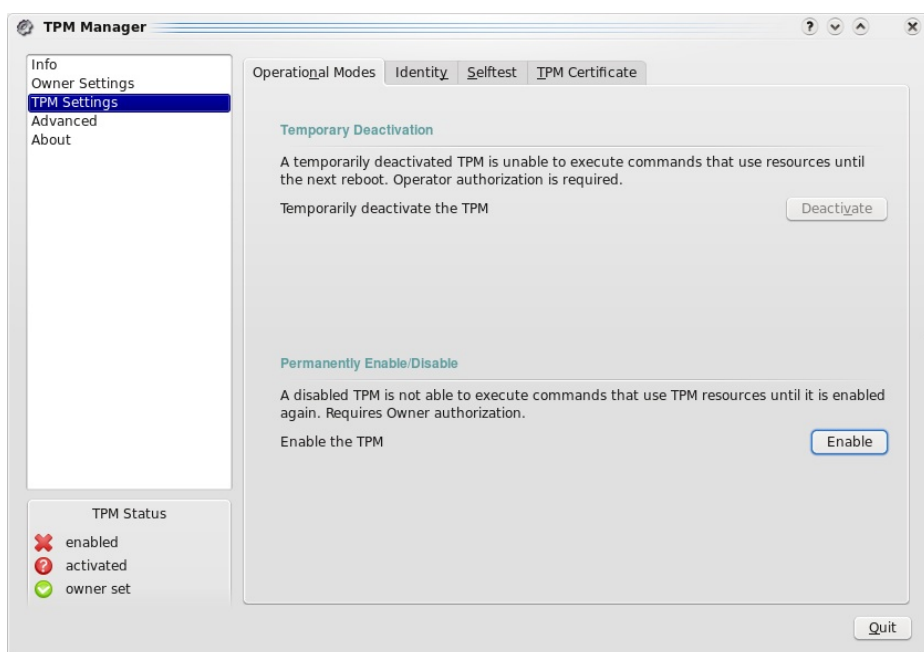 TPM Manager
Info
Owner Settings
TPM Settings
Advanced
About
Operational Modes
Identity
Selftest
TPM Certificate
Temporary Deactivation
A temporarily deactivated TPM is unable to execute commands that use resources until
the next reboot. Operator authorization is required.
Temporarily deactivate the TPM
Deactivate
Permanently Enable/Disable
A disabled TPM is not able to execute commands that use TPM resources until it is enabled
again. Requires Owner authorization.
Enable the TPM
Enable
TPM Status
enabled
activated
owner set
Quit